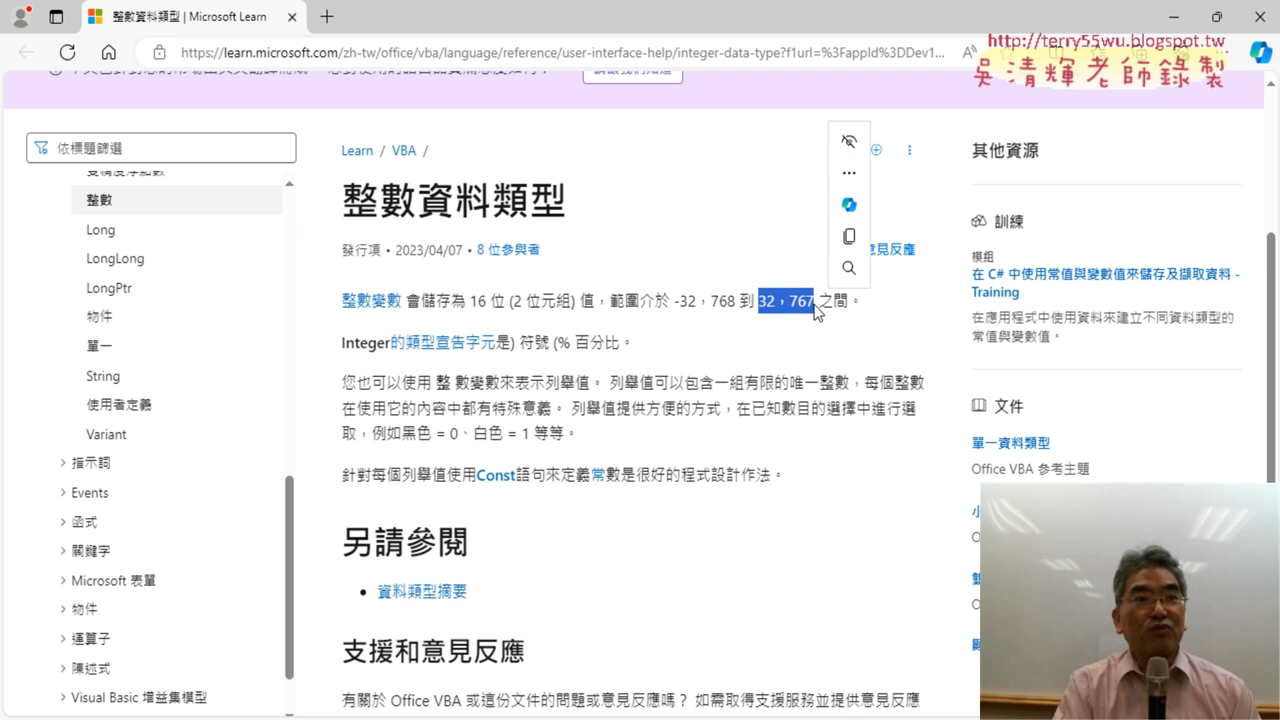 整數資料類型 | Microsoft Learn
https://learn.microsoft.com/zh-tw/office/vba/language/reference/user-interface-help/integer-data-type?f1url=%3FappId%3DDev1...
http://terry55wu.blogspot.tw
吳清輝老師錄製
依標題篩選
整數
Long
LongLong
LongPtr
物件
單一
String
使用者定義
Variant
指示詞
Events
函式
關鍵字
Microsoft 表單
物件
運算子
陳述式
Visual Basic 增益集模型
Learn / VBA /
整數資料類型
發行項 • 2023/04/07 • 8 位參與者
意見反應
整數變數 會儲存為 16 位 (2 位元組) 值，範圍介於 -32，768 到 32，767 之間。
Integer的類型宣告字元是) 符號 (% 百分比。
您也可以使用 整 數變數來表示列舉值。 列舉值可以包含一組有限的唯一整數，每個整數
在使用它的內容中都有特殊意義。 列舉值提供方便的方式，在已知數目的選擇中進行選
取，例如黑色 = 0、白色 = 1 等等。
針對每個列舉值使用Const語句來定義常數是很好的程式設計作法。
另請參閱
資料類型摘要
支援和意見反應
有關於 Office VBA 或這份文件的問題或意見反應嗎？ 如需取得支援服務並提供意見反應
其他資源
訓練
模組
在 C# 中使用常值與變數值來儲存及擷取資料 -
Training
在應用程式中使用資料來建立不同資料類型的
常值與變數值。
文件
單一資料類型
Office VBA 參考主題